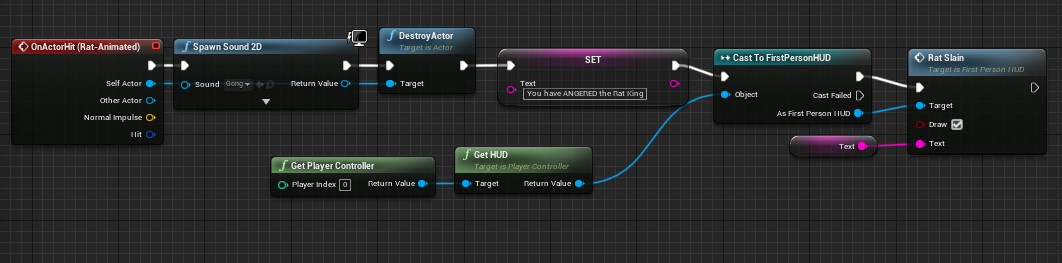 OnActorHit (Rat-Animated)
Self Actor
Other Actor
Normal Impulse
Hit
Spawn Sound 2D
Sound
Gong
Return Value
DestroyActor
Target is Actor
Target
SET
Text
You have ANGERED the Rat King
Cast To FirstPersonHUD
Object
Cast Failed
As First Person HUD
Rat Slain
Target is First Person HUD
Target
Draw
Text
Text
Get Player Controller
Player Index
0
Return Value
Get HUD
Target is Player Controller
Target
Return Value